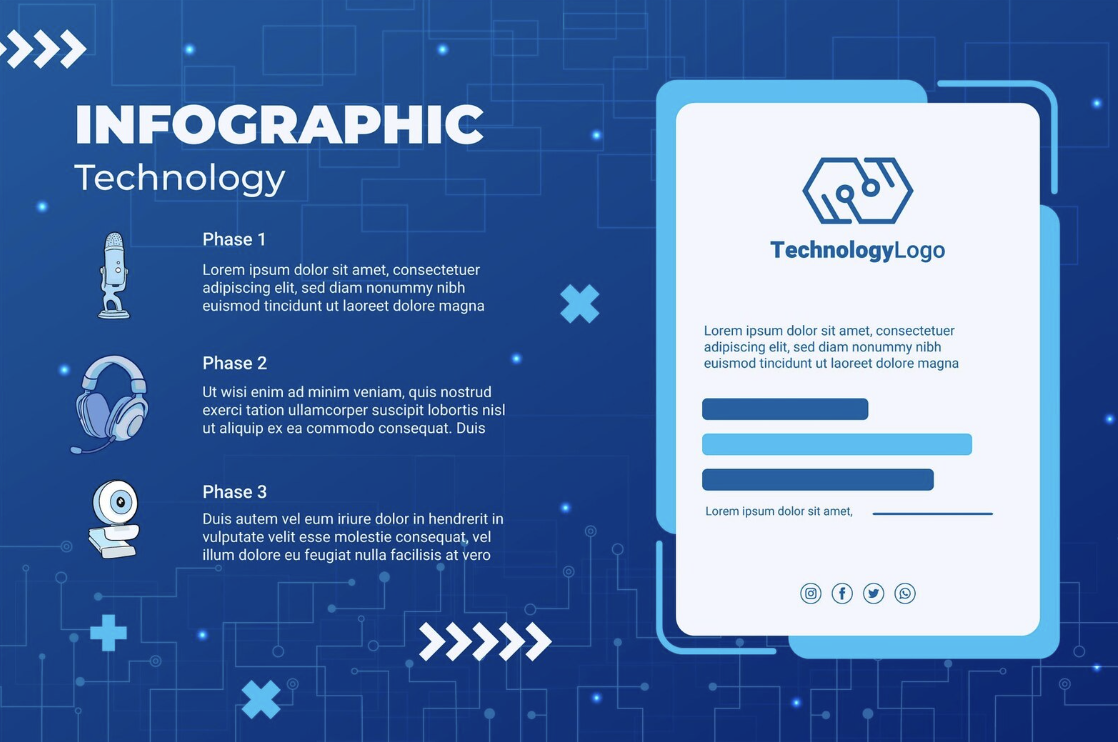 INFOGRAPHIC
Technology
Phase 1
Lorem ipsum dolor sit amet, consectetuer
adipiscing elit, sed diam nonummy nibh
euismod tincidunt ut laoreet dolore magna
Phase 2
Ut wisi enim ad minim veniam, quis nostrud
exerci tation ullamcorper suscipit lobortis nisl
ut aliquip ex ea commodo consequat. Duis
Phase 3
Duis autem vel eum iriure dolor in hendrerit in
vulputate velit esse molestie consequat, vel
illum dolore eu feugiat nulla facilisis at vero
TechnologyLogo
Lorem ipsum dolor sit amet, consectetuer
adipiscing elit, sed diam nonummy nibh
euismod tincidunt ut laoreet dolore magna
Lorem ipsum dolor sit amet,